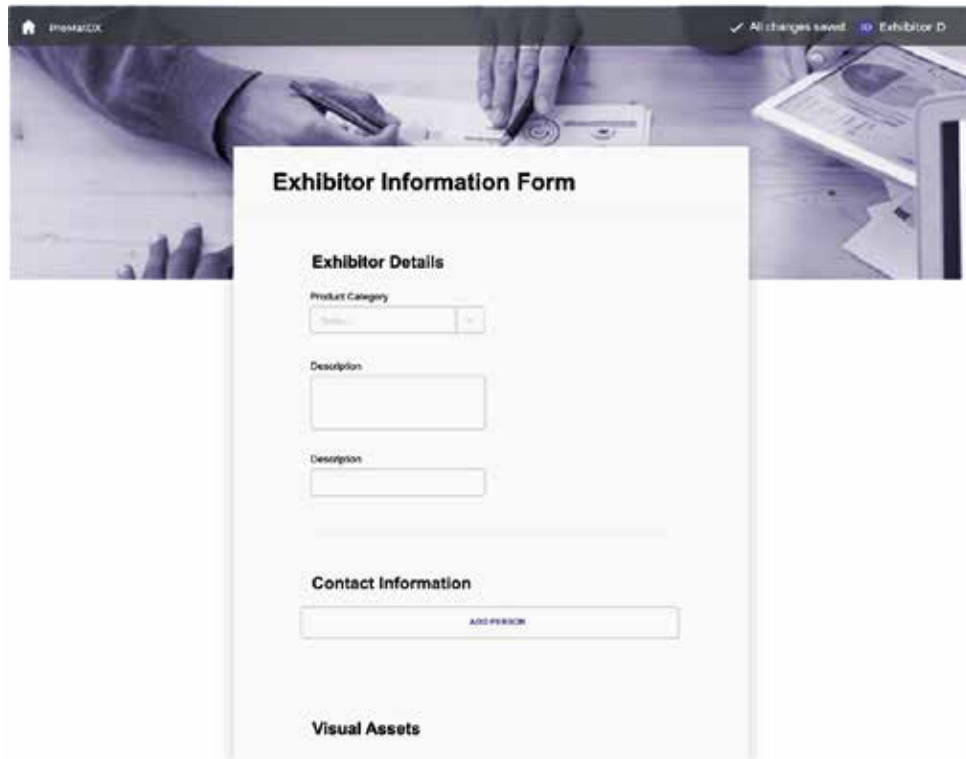 All changes saved
Exhibitor D
Exhibitor Information Form
Exhibitor Details
Product Category
Description
Description
Contact Information
ADD PERSON
Visual Assets